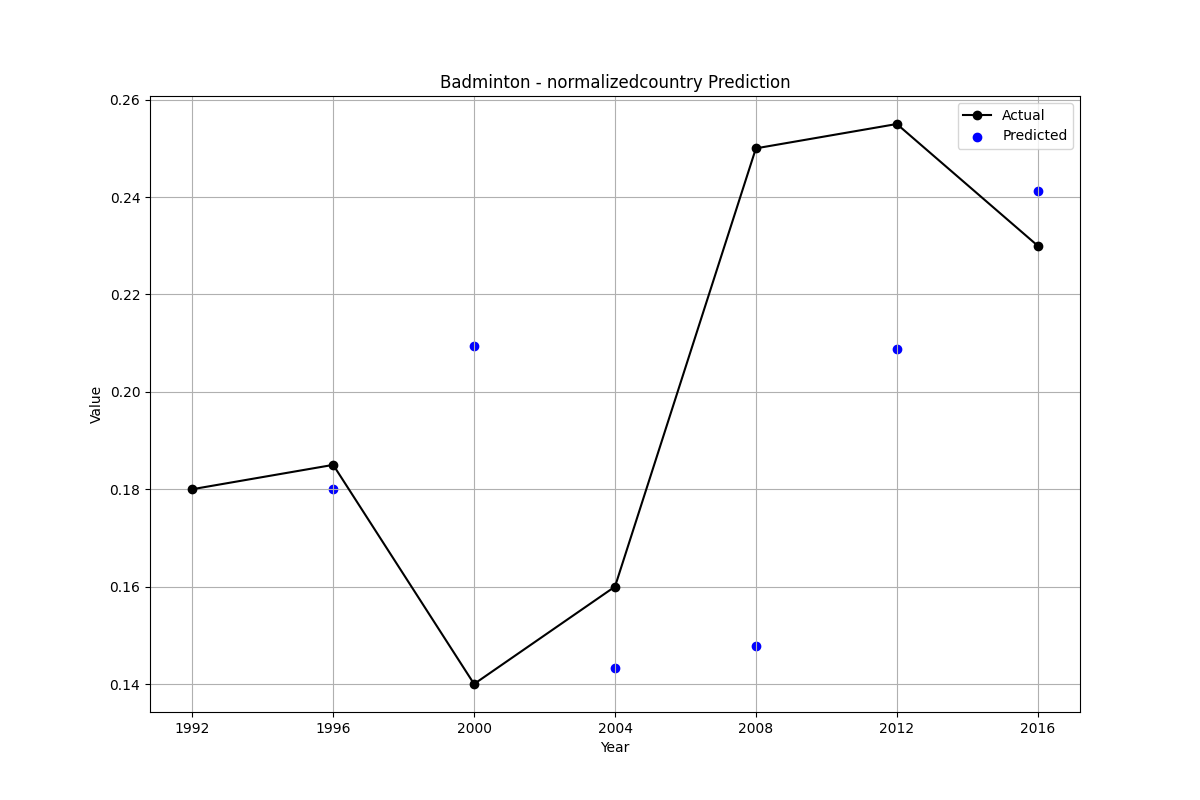 Badminton - normalizedcountry Prediction
Actual
Predicted
0.26
0.24
0.22
0.20
0.18
0.16
0.14
Value
1992 1996 2000 2004 2008 2012 2016
Year